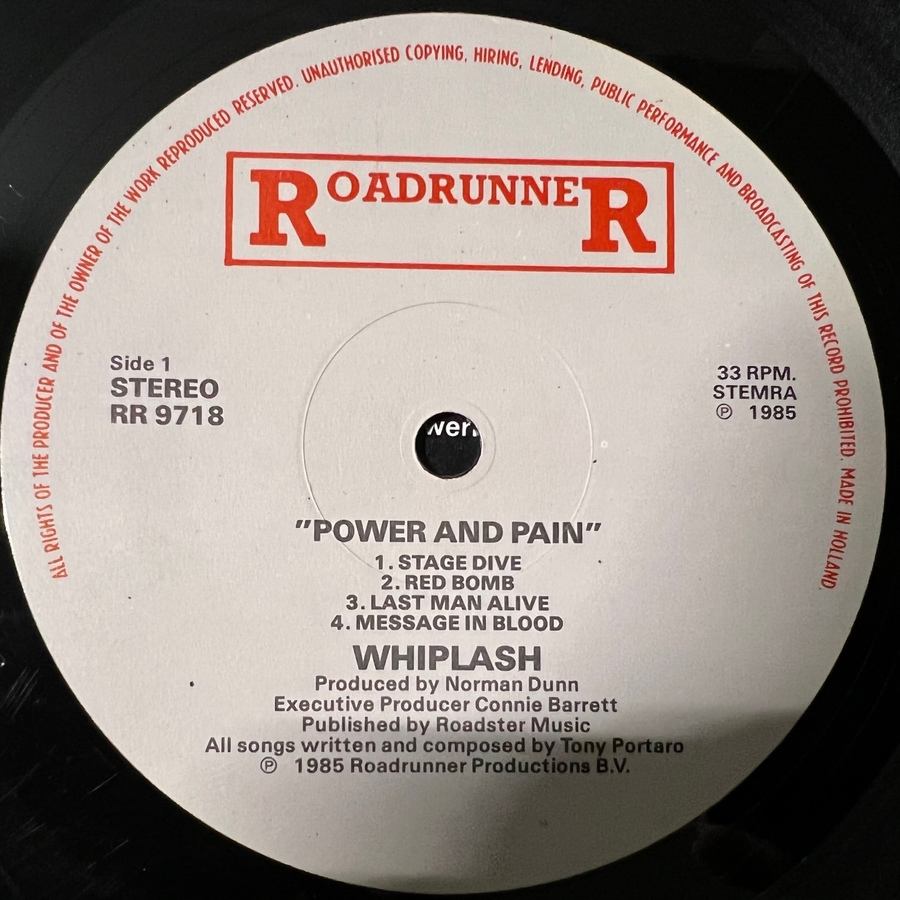 ALL RIGHTS OF THE PRODUCER AND OF THE OWNER OF THE WORK REPRODUCED RESERVED. UNAUTHORISED COPYING, HIRING, LENDING, PUBLIC PERFORMANCE AND BROADCASTING OF THIS RECORD PROHIBITED. MADE IN HOLLAND.
ROADRUNNER
Side 1
STEREO
RR 9718
33 RPM.
STEMRA
℗ 1985
"POWER AND PAIN"
1. STAGE DIVE
2. RED BOMB
3. LAST MAN ALIVE
4. MESSAGE IN BLOOD
WHIPLASH
Produced by Norman Dunn
Executive Producer Connie Barrett
Published by Roadster Music
All songs written and composed by Tony Portaro
℗ 1985 Roadrunner Productions B.V.